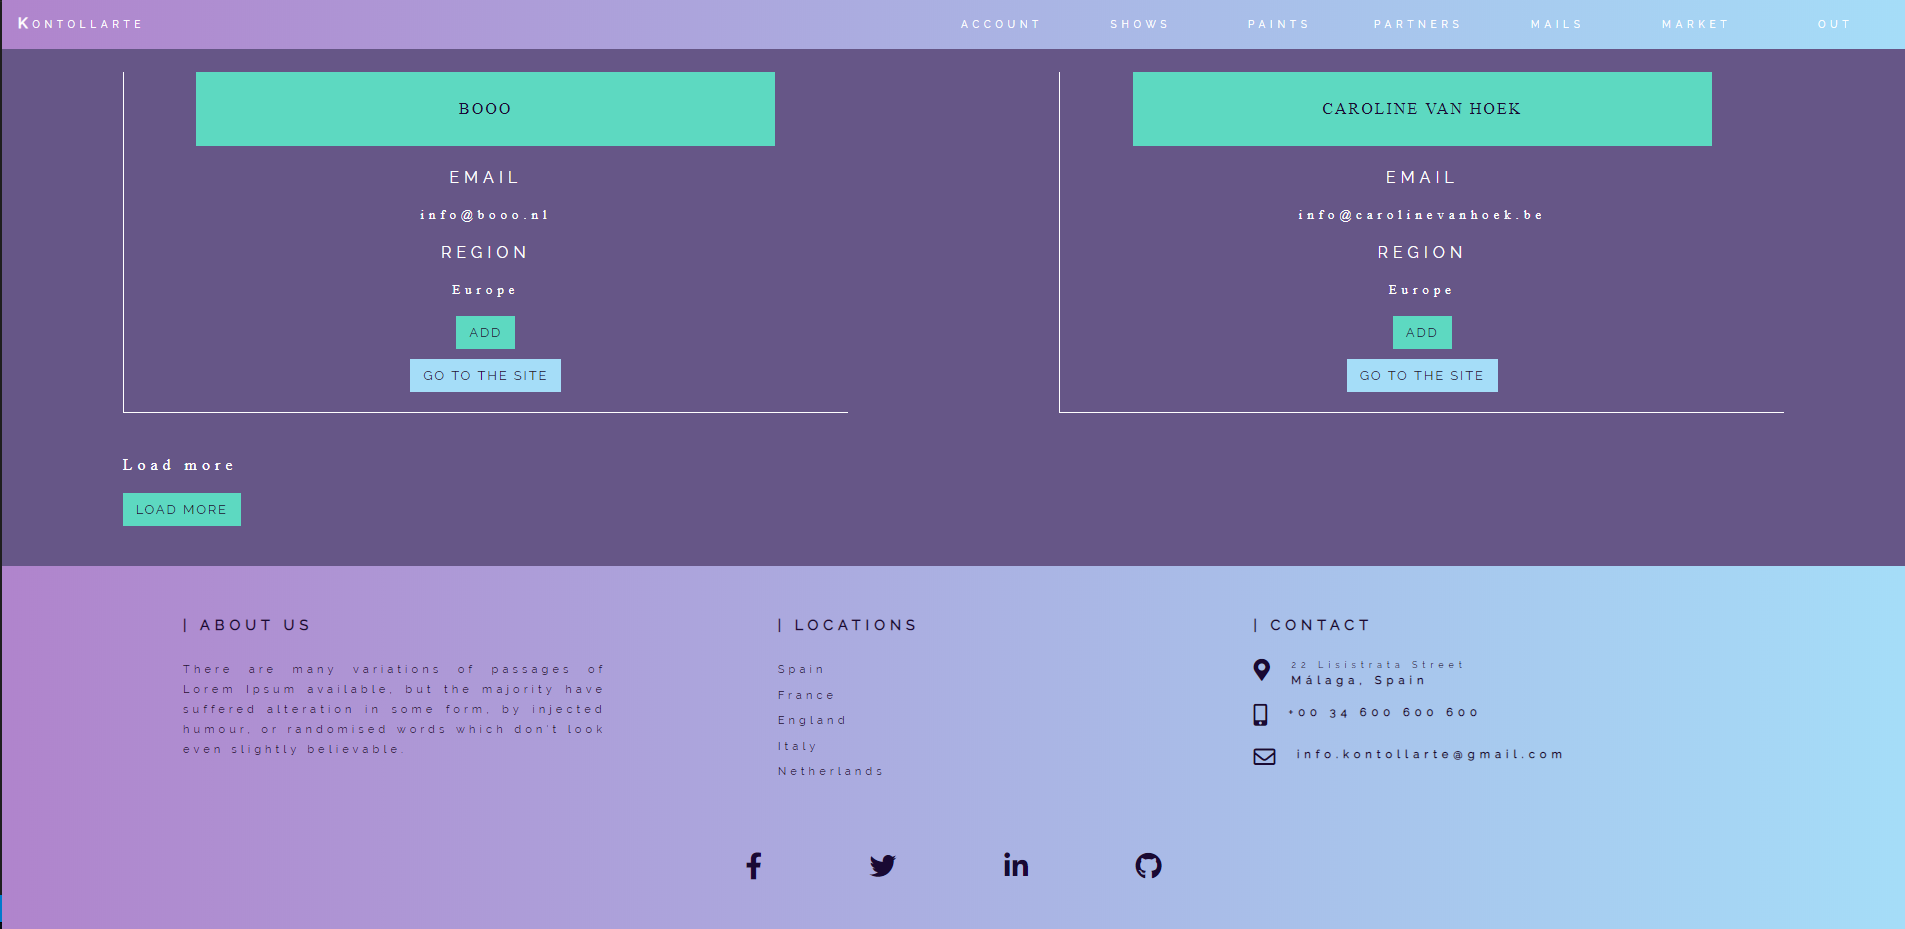 KONTOLLARTE
ACCOUNT SHOWS PAINTS PARTNERS MAILS MARKET OUT
BOOO
EMAIL
info@booo.nl
REGION
Europe
ADD
GO TO THE SITE
CAROLINE VAN HOEK
EMAIL
info@carolinevanhoek.be
REGION
Europe
ADD
GO TO THE SITE
Load more
LOAD MORE
| ABOUT US
There are many variations of passages of
Lorem Ipsum available, but the majority have
suffered alteration in some form, by injected
humour, or randomised words which don't look
even slightly believable.
| LOCATIONS
Spain
France
England
Italy
Netherlands
| CONTACT
22 Lisistrata Street
Málaga, Spain
+00 34 600 600 600
info.kontollarte@gmail.com